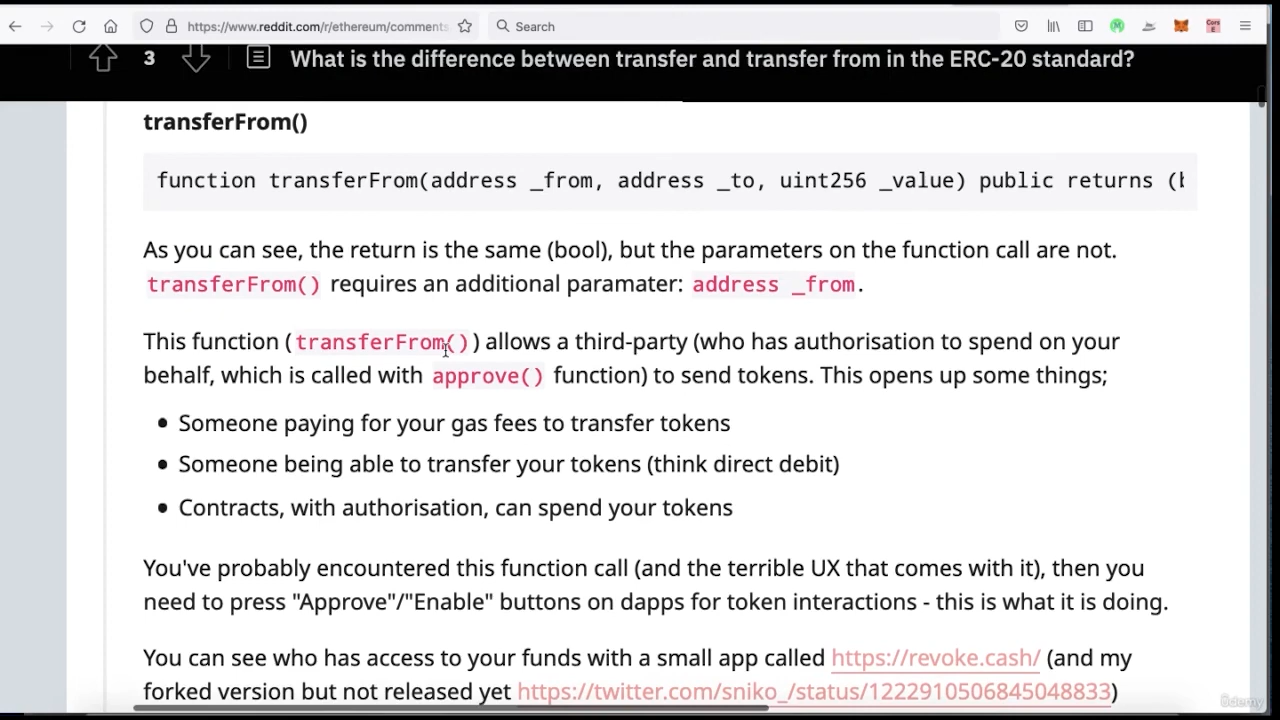 https://www.reddit.com/r/ethereum/comments
Search
3
What is the difference between transfer and transfer from in the ERC-20 standard?
transferFrom()
function transferFrom(address _from, address _to, uint256 _value) public returns (b
As you can see, the return is the same (bool), but the parameters on the function call are not.
transferFrom() requires an additional paramater: address _from.
This function (transferFrom()) allows a third-party (who has authorisation to spend on your
behalf, which is called with approve() function) to send tokens. This opens up some things;
• Someone paying for your gas fees to transfer tokens
• Someone being able to transfer your tokens (think direct debit)
• Contracts, with authorisation, can spend your tokens
You've probably encountered this function call (and the terrible UX that comes with it), then you
need to press "Approve"/"Enable" buttons on dapps for token interactions - this is what it is doing.
You can see who has access to your funds with a small app called https://revoke.cash/ (and my
forked version but not released yet https://twitter.com/sniko_/status/1222910506845048833)
Udemy